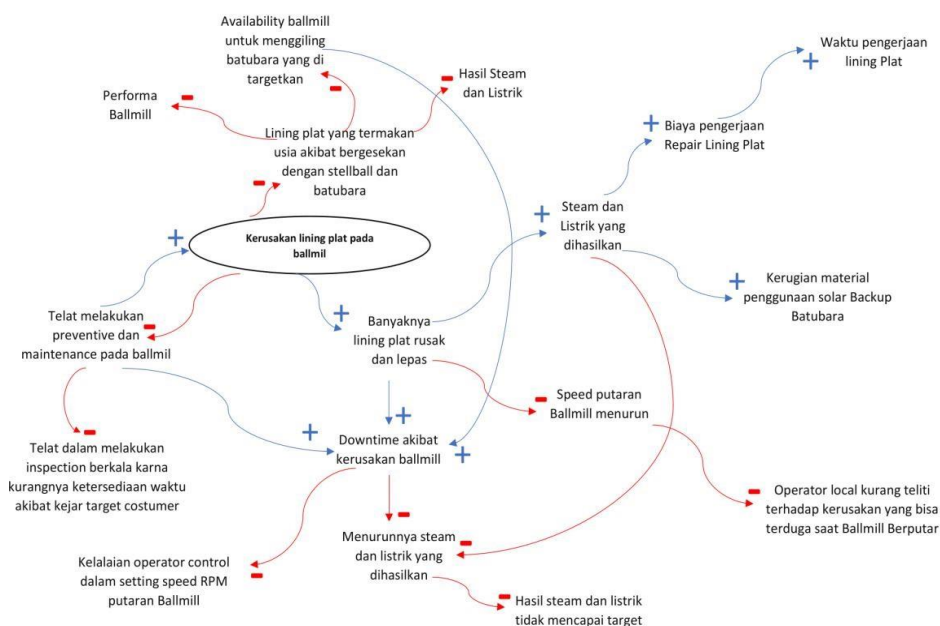 Availability ballmill
untuk menggiling
batubara yang di
targetkan
Waktu pengerjaan
lining Plat
Hasil Steam
dan Listrik
Performa
Ballmill
Lining plat yang termakan
usia akibat bergesekan
dengan stellball dan
batubara
Biaya pengerjaan
Repair Lining Plat
Steam dan
Listrik yang
dihasilkan
Kerusakan lining plat pada
ballmil
Kerugian material
penggunaan solar Backup
Batubara
Telat melakukan
preventive dan
maintenance pada ballmil
Banyaknya
lining plat rusak
dan lepas
Speed putaran
Ballmill menurun
Downtime akibat
kerusakan ballmill
Telat dalam melakukan
inspection berkala karna
kurangnya ketersediaan waktu
akibat kejar target costumer
Operator local kurang teliti
terhadap kerusakan yang bisa
terduga saat Ballmill Berputar
Menurunnya steam
dan listrik yang
dihasilkan
Kelalaian operator control
dalam setting speed RPM
putaran Ballmill
Hasil steam dan listrik
tidak mencapai target